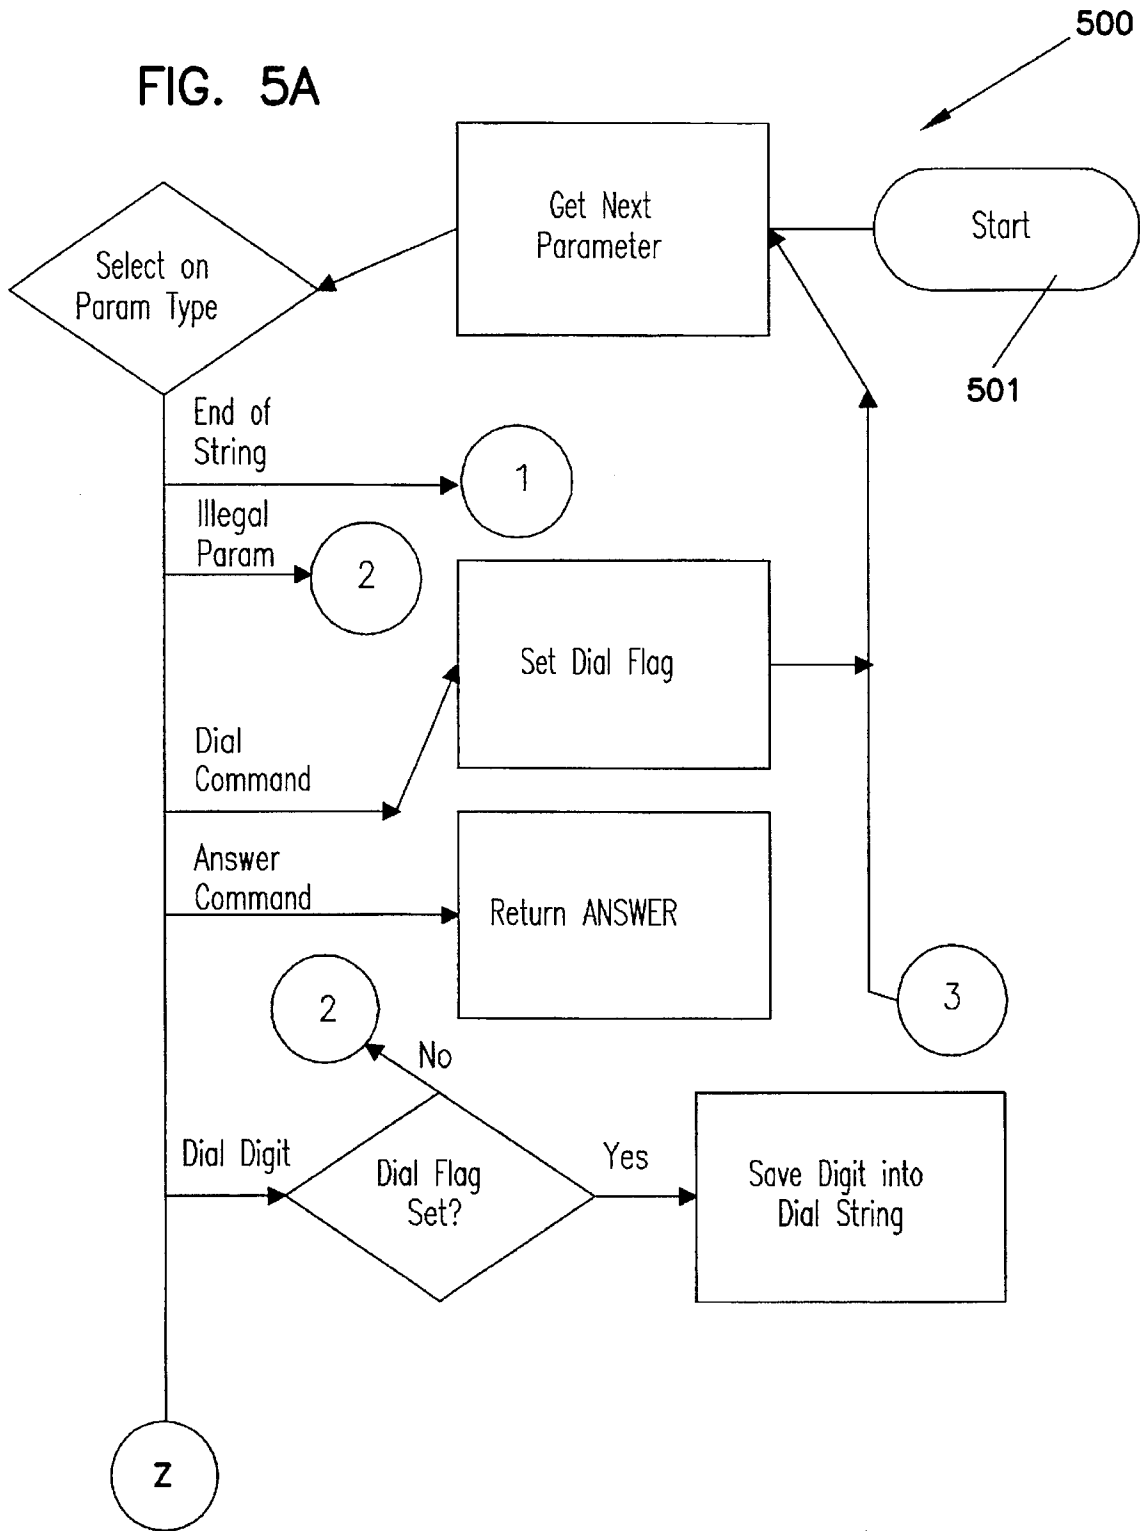 500
FIG. 5A
Get Next
Parameter
Start
Select on
Param Type
501
End of
String
1
Illegal
Param
2
Set Dial Flag
Dial
Command
Answer
Command
Return ANSWER
2
3
No
Dial Digit
Dial Flag
Set?
Yes
Save Digit into
Dial String
Z